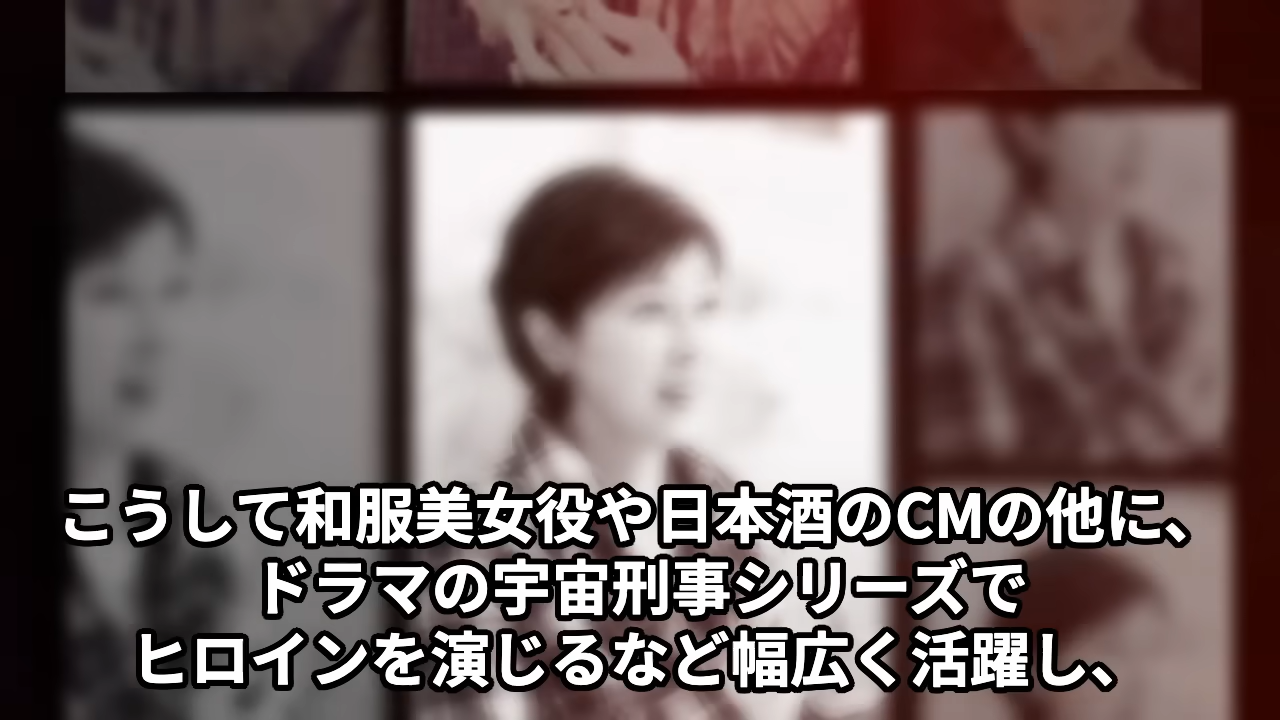 こうして和服美女役や日本酒のCMの他に、
ドラマの宇宙刑事シリーズで
ヒロインを演じるなど幅広く活躍し、